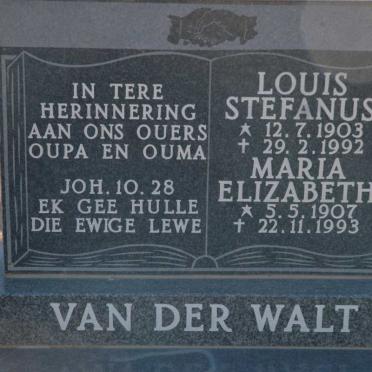 IN TERE
HERINNERING
AAN ONS OUERS
OUPA EN OUMA
JOH. 10. 28
EK GEE HULLE
DIE EWIGE LEWE
LOUIS
STEFANUS
★ 12. 7. 1903
✝ 29. 2. 1992
MARIA
ELIZABETH
★ 5. 5. 1907
✝ 22. 11. 1993
VAN DER WALT